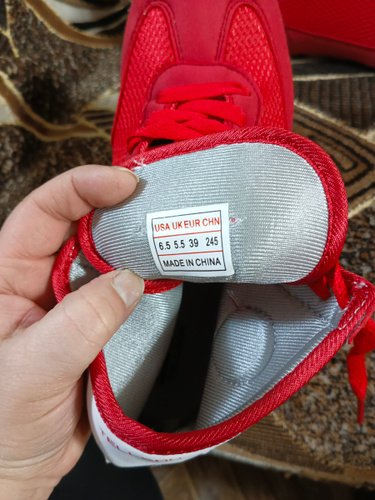 USA UK EUR CHN
6.5 5.5 39 245
MADE IN CHINA